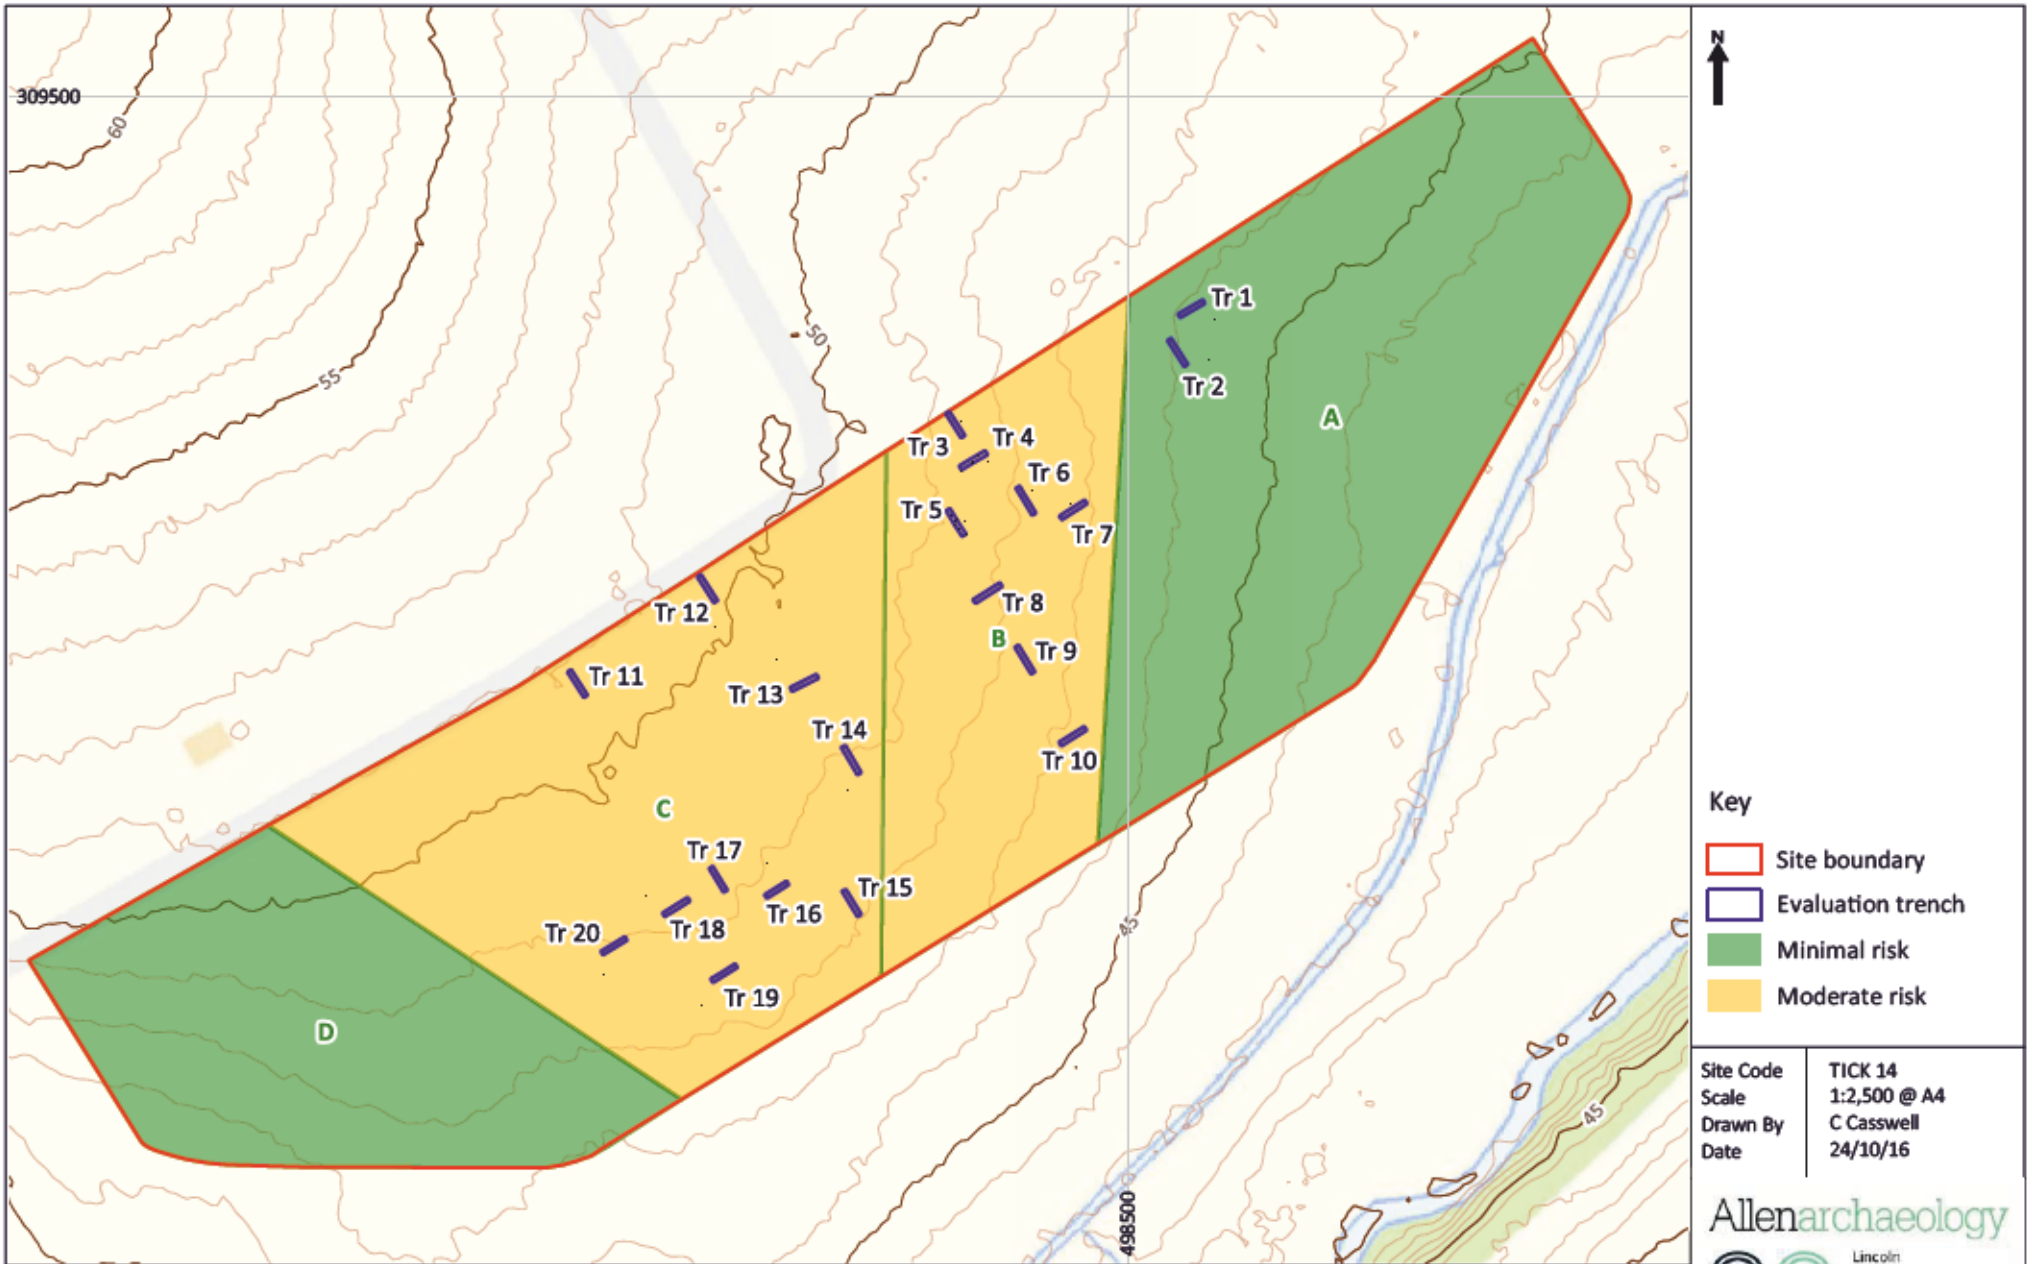 N
309500
60
Tr 1
50
55
Tr 2
A
Tr 3
Tr 4
Tr 6
Tr 5
Tr 7
Tr 8
Tr 12
B
Tr 9
Tr 11
Tr 13
Tr 14
Tr 10
C
Tr 17
Tr 15
Tr 16
Tr 18
Tr 20
45
Tr 19
D
45
498500
Key
Site boundary
Evaluation trench
Minimal risk
Moderate risk
Site Code TICK 14
Scale 1:2,500 @ A4
Drawn By C Casswell
Date 24/10/16
Allenarchaeology
Lincoln